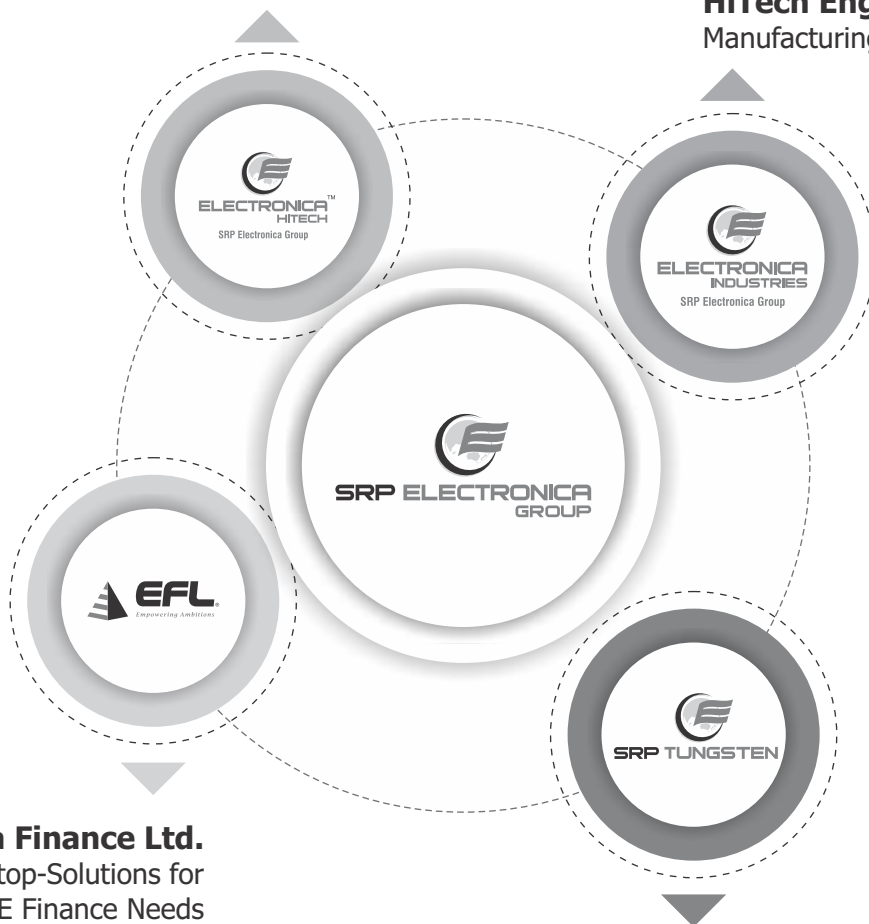 HiTech Eng
Manufacturing
ELECTRONICA™
HITECH
SRP Electronica Group
ELECTRONICA
INDUSTRIES
SRP Electronica Group
SRP ELECTRONICA
GROUP
EFL®
Empowering Ambitions
SRP TUNGSTEN
Finance Ltd.
top-Solutions for
E Finance Needs